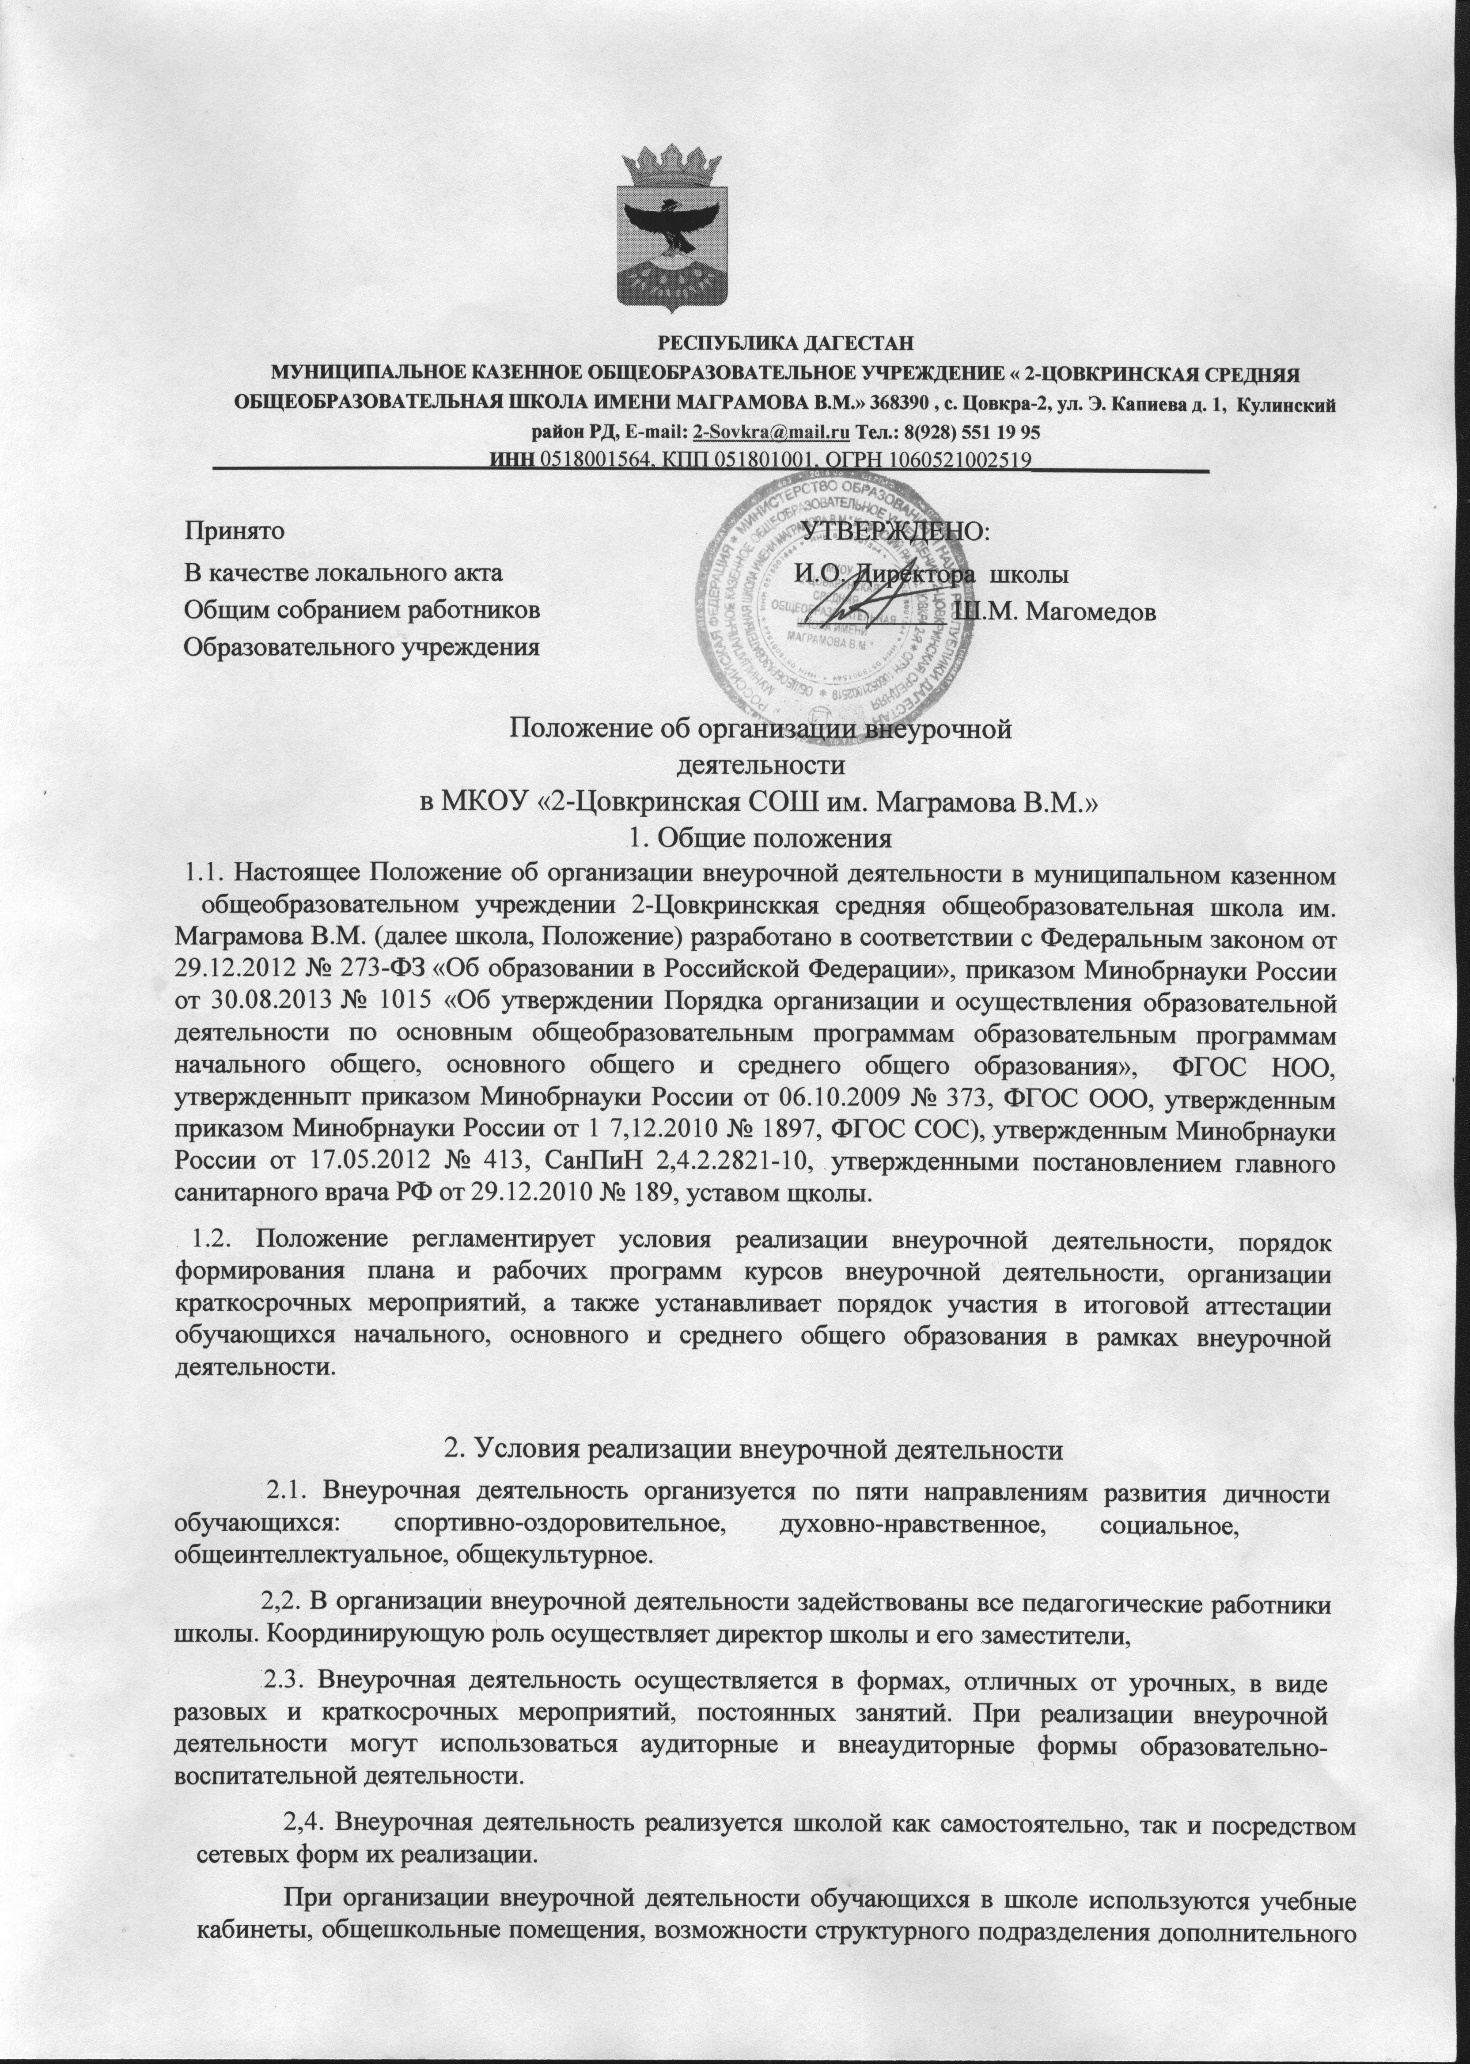 РЕСПУБЛИКА ДАГЕСТАН
МУНИЦИПАЛЬНОЕ КАЗЕННОЕ ОБЩЕОБРАЗОВАТЕЛЬНОЕ УЧРЕЖДЕНИЕ « 2-ЦОВКРИНСКАЯ СРЕДНЯЯ
ОБЩЕОБРАЗОВАТЕЛЬНАЯ ШКОЛА ИМЕНИ МАГРАМОВА В.М.» 368390 , с. Цовкра-2, ул. Э. Капиева д. 1, Кулинский
район РД, E-mail: 2-Sovkra@mail.ru Тел.: 8(928) 551 19 95
ИНН 0518001564, КПП 051801001, ОГРН 1060521002519
Принято УТВЕРЖДЕНО:
В качестве локального акта И.О. Директора школы
Общим собранием работников Ш.М. Магомедов
Образовательного учреждения
МКОУ
СРЕДНЯЯ
ОБЩЕОБРАЗОВАТЕЛЬНАЯ
ШКОЛА ИМЕНИ
МАГРАМОВА В.М.
Положение об организации внеурочной
деятельности
в МКОУ «2-Цовкринская СОШ им. Маграмова В.М.»
1. Общие положения
1.1. Настоящее Положение об организации внеурочной деятельности в муниципальном казенном
общеобразовательном учреждении 2-Цовкринсккая средняя общеобразовательная школа им.
Маграмова В.М. (далее школа, Положение) разработано в соответствии с Федеральным законом от
29.12.2012 № 273-ФЗ «Об образовании в Российской Федерации», приказом Минобрнауки России
от 30.08.2013 № 1015 «Об утверждении Порядка организации и осуществления образовательной
деятельности по основным общеобразовательным программам образовательным программам
начального общего, основного общего и среднего общего образования», ФГОС НОО,
утвержденньпт приказом Минобрнауки России от 06.10.2009 № 373, ФГОС ООО, утвержденным
приказом Минобрнауки России от 1 7,12.2010 № 1897, ФГОС СОС), утвержденным Минобрнауки
России от 17.05.2012 № 413, СанПиН 2,4.2.2821-10, утвержденными постановлением главного
санитарного врача РФ от 29.12.2010 № 189, уставом щколы.
1.2. Положение регламентирует условия реализации внеурочной деятельности, порядок
формирования плана и рабочих программ курсов внеурочной деятельности, организации
краткосрочных мероприятий, а также устанавливает порядок участия в итоговой аттестации
обучающихся начального, основного и среднего общего образования в рамках внеурочной
деятельности.
2. Условия реализации внеурочной деятельности
2.1. Внеурочная деятельность организуется по пяти направлениям развития дичности
обучающихся: спортивно-оздоровительное, духовно-нравственное, социальное,
общеинтеллектуальное, общекультурное.
2,2. В организации внеурочной деятельности задействованы все педагогические работники
школы. Координирующую роль осуществляет директор школы и его заместители,
2.3. Внеурочная деятельность осуществляется в формах, отличных от урочных, в виде
разовых и краткосрочных мероприятий, постоянных занятий. При реализации внеурочной
деятельности могут использоваться аудиторные и внеаудиторные формы образовательно-
воспитательной деятельности.
2,4. Внеурочная деятельность реализуется школой как самостоятельно, так и посредством
сетевых форм их реализации.
При организации внеурочной деятельности обучающихся в школе используются учебные
кабинеты, общешкольные помещения, возможности структурного подразделения дополнительного